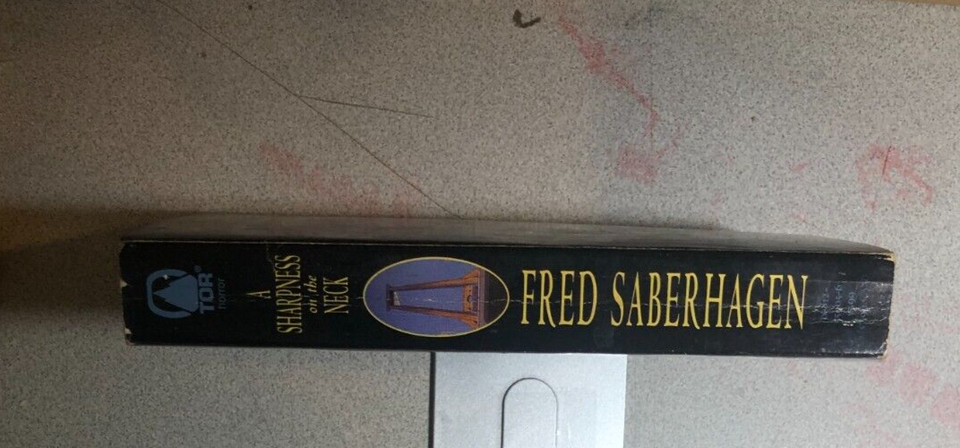 TOR®
Horror
A
SHARPNESS
on the
NECK
FRED SABERHAGEN